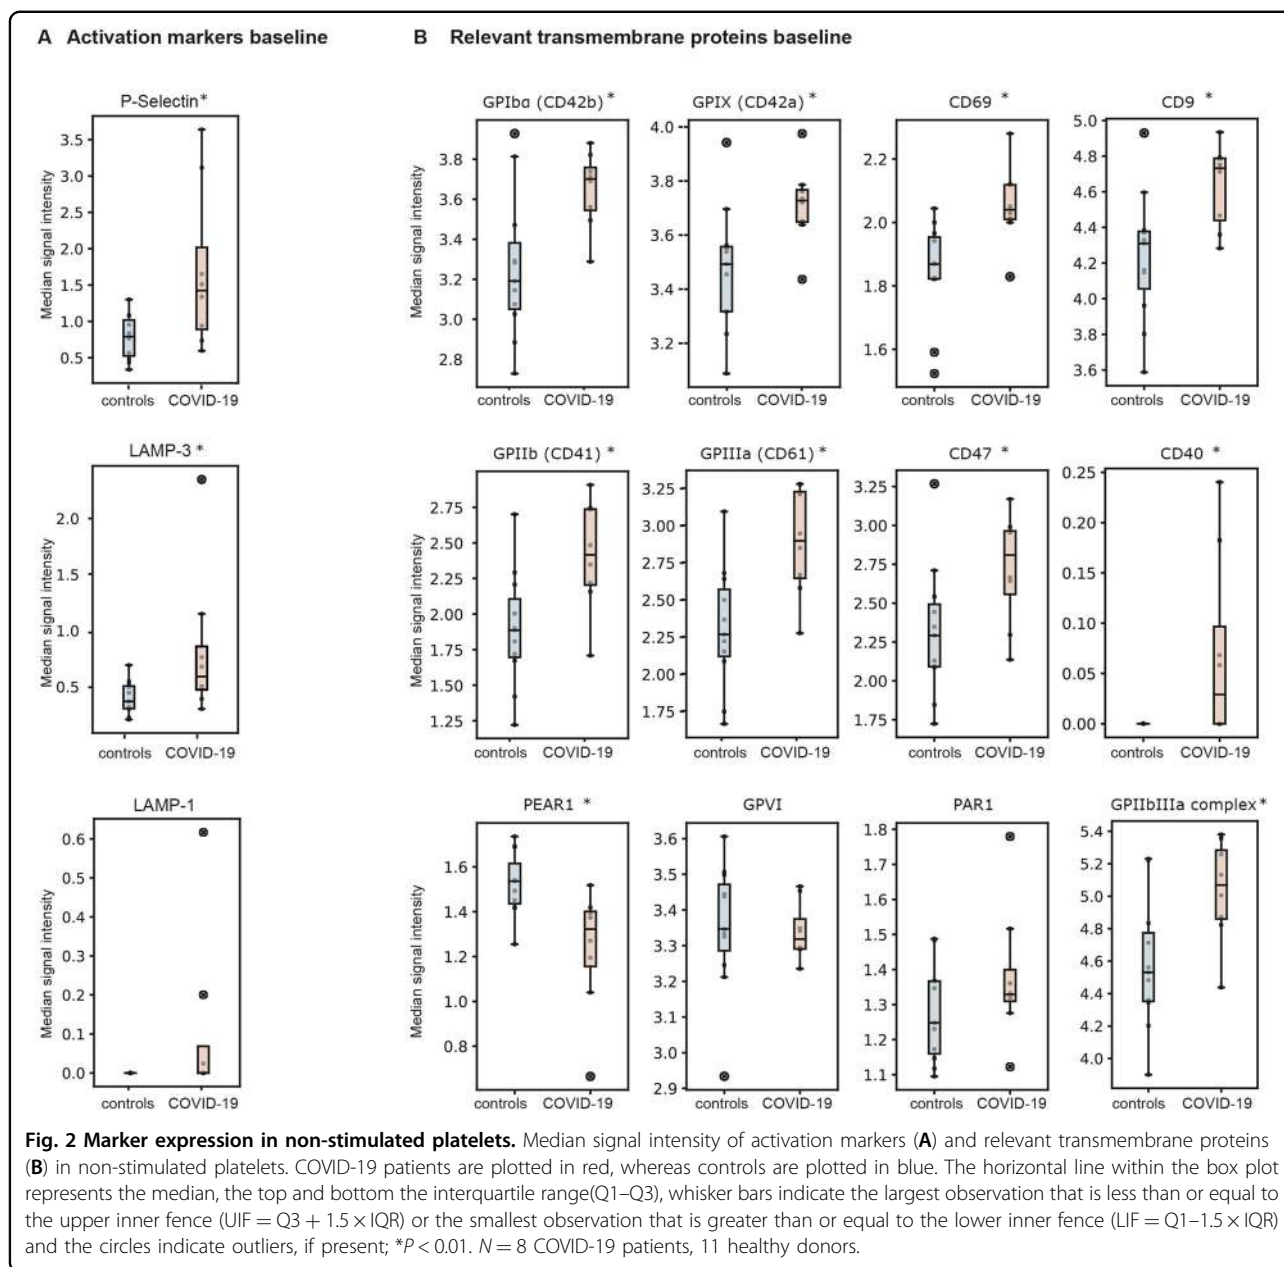 A Activation markers baseline
B Relevant transmembrane proteins baseline
P-Selectin*
Median signal intensity
3.5
3.0
2.5
2.0
1.5
1.0
0.5
controls COVID-19
GPIbα (CD42b) *
Median signal intensity
3.8
3.6
3.4
3.2
3.0
2.8
controls COVID-19
GPIX (CD42a) *
4.0
3.8
3.6
3.4
3.2
controls COVID-19
CD69 *
2.2
2.0
1.8
1.6
controls COVID-19
CD9 *
5.0
4.8
4.6
4.4
4.2
4.0
3.8
3.6
controls COVID-19
LAMP-3 *
Median signal intensity
2.0
1.5
1.0
0.5
controls COVID-19
GPIIb (CD41) *
Median signal intensity
2.75
2.50
2.25
2.00
1.75
1.50
1.25
controls COVID-19
GPIIIa (CD61) *
3.25
3.00
2.75
2.50
2.25
2.00
1.75
controls COVID-19
CD47 *
3.25
3.00
2.75
2.50
2.25
2.00
1.75
controls COVID-19
CD40 *
0.25
0.20
0.15
0.10
0.05
0.00
controls COVID-19
LAMP-1
Median signal intensity
0.6
0.5
0.4
0.3
0.2
0.1
0.0
controls COVID-19
PEAR1 *
Median signal intensity
1.6
1.4
1.2
1.0
0.8
controls COVID-19
GPVI
3.6
3.5
3.4
3.3
3.2
3.1
3.0
2.9
controls COVID-19
PAR1
1.8
1.7
1.6
1.5
1.4
1.3
1.2
1.1
controls COVID-19
GPIIbIIIa complex*
5.4
5.2
5.0
4.8
4.6
4.4
4.2
4.0
controls COVID-19
Fig. 2 Marker expression in non-stimulated platelets. Median signal intensity of activation markers (A) and relevant transmembrane proteins
(B) in non-stimulated platelets. COVID-19 patients are plotted in red, whereas controls are plotted in blue. The horizontal line within the box plot
represents the median, the top and bottom the interquartile range(Q1–Q3), whisker bars indicate the largest observation that is less than or equal to
the upper inner fence (UIF = Q3 + 1.5 × IQR) or the smallest observation that is greater than or equal to the lower inner fence (LIF = Q1–1.5 × IQR)
and the circles indicate outliers, if present; *P < 0.01. N = 8 COVID-19 patients, 11 healthy donors.